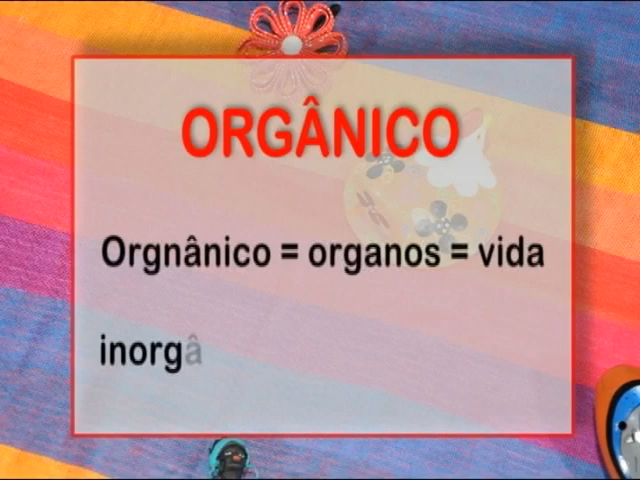 ORGÂNICO
Orgnânico = organos = vida
inorgâ